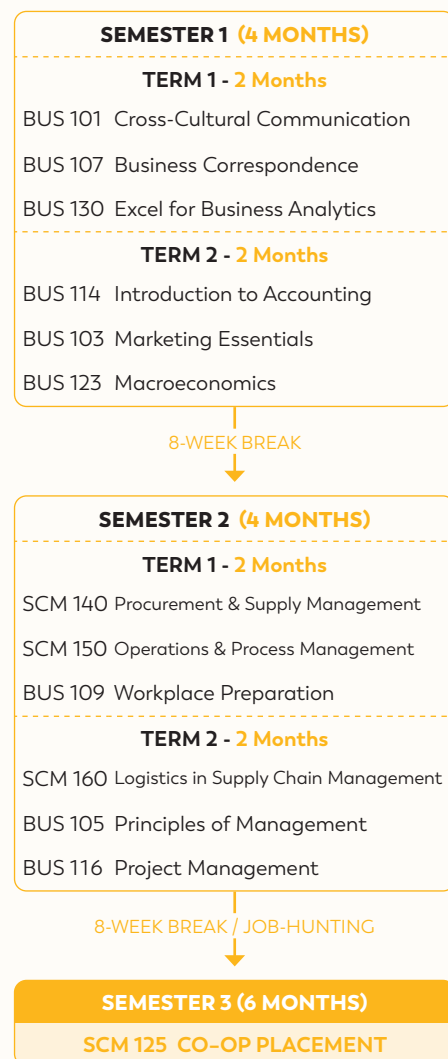 SEMESTER 1 (4 MONTHS)
TERM 1 - 2 Months
BUS 101 Cross-Cultural Communication
BUS 107 Business Correspondence
BUS 130 Excel for Business Analytics
TERM 2 - 2 Months
BUS 114 Introduction to Accounting
BUS 103 Marketing Essentials
BUS 123 Macroeconomics
8-WEEK BREAK
SEMESTER 2 (4 MONTHS)
TERM 1 - 2 Months
SCM 140 Procurement & Supply Management
SCM 150 Operations & Process Management
BUS 109 Workplace Preparation
TERM 2 - 2 Months
SCM 160 Logistics in Supply Chain Management
BUS 105 Principles of Management
BUS 116 Project Management
8-WEEK BREAK / JOB-HUNTING
SEMESTER 3 (6 MONTHS)
SCM 125 CO-OP PLACEMENT